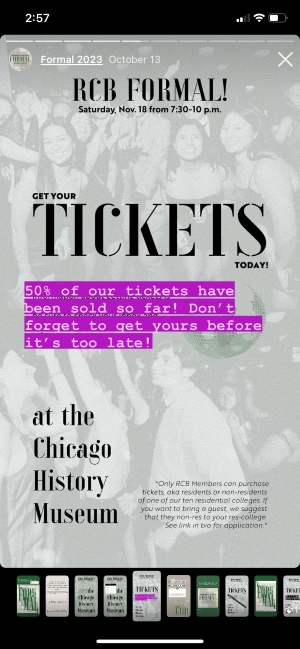 2:57
Formal 2023 October 13
RCB FORMAL!
Saturday, Nov. 18 from 7:30-10 p.m.
GET YOUR
TICKETS
TODAY!
50% of our tickets have
been sold so far! Don't
forget to get yours before
it's too late!
at the
Chicago
History
Museum
*Only RCB Members can purchase
tickets, aka residents or non-residents
of one of our ten residential colleges. If
you want to bring a guest, we suggest
that they non-res to your res-college.
See link in bio for application.*